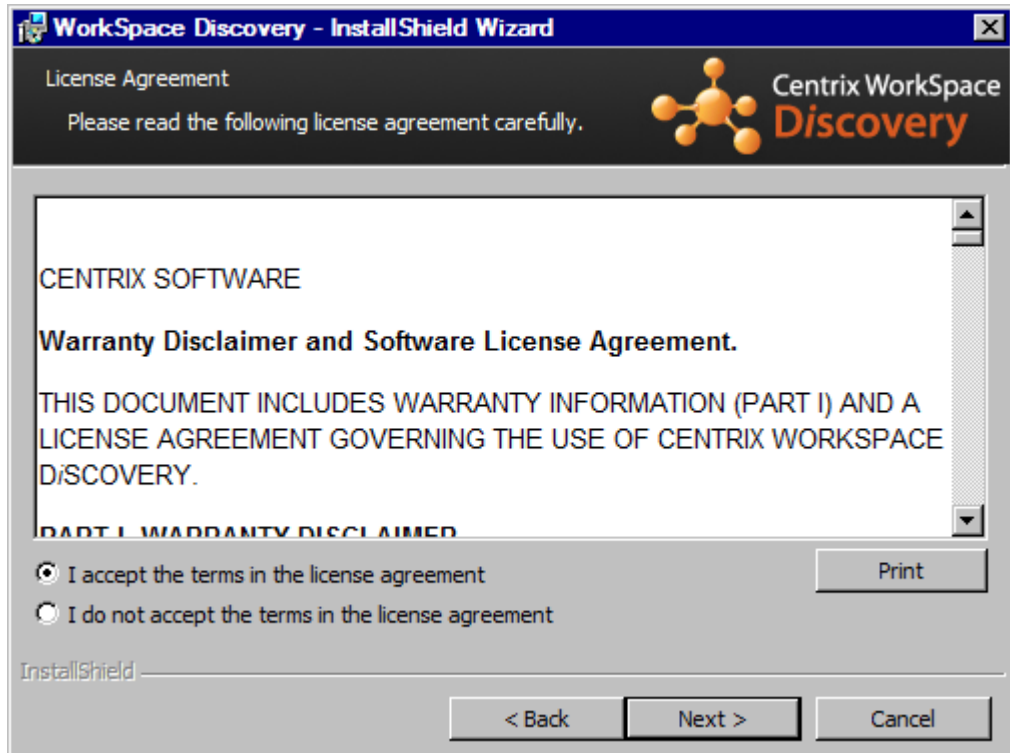 WorkSpace Discovery - InstallShield Wizard
License Agreement
Please read the following license agreement carefully.
Centrix WorkSpace
Discovery
CENTRIX SOFTWARE
Warranty Disclaimer and Software License Agreement.
THIS DOCUMENT INCLUDES WARRANTY INFORMATION (PART I) AND A
LICENSE AGREEMENT GOVERNING THE USE OF CENTRIX WORKSPACE
DiSCOVERY.
PART I. WARRANTY DISCLAIMER
I accept the terms in the license agreement
Print
I do not accept the terms in the license agreement
InstallShield
< Back
Next >
Cancel